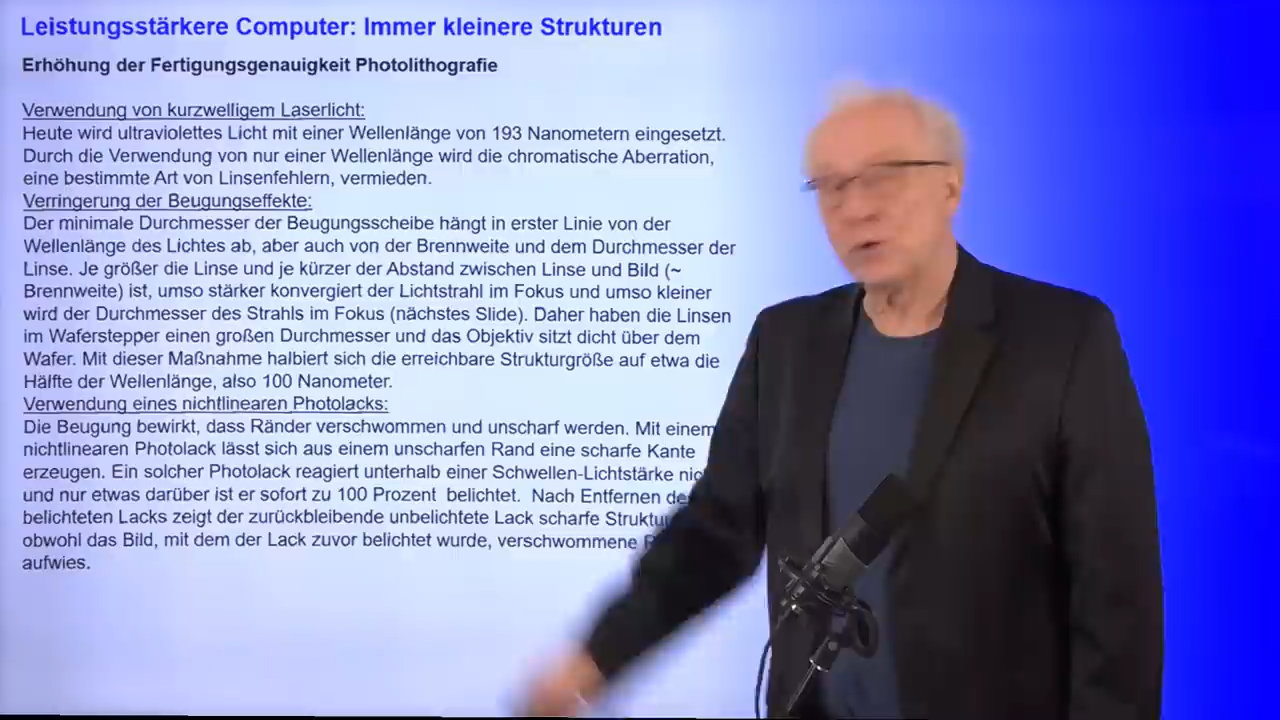 Leistungsstärkere Computer: Immer kleinere Strukturen
Erhöhung der Fertigungsgenauigkeit Photolithografie
Verwendung von kurzwelligem Laserlicht:
Heute wird ultraviolettes Licht mit einer Wellenlänge von 193 Nanometern eingesetzt.
Durch die Verwendung von nur einer Wellenlänge wird die chromatische Aberration,
eine bestimmte Art von Linsenfehlern, vermieden.
Verringerung der Beugungseffekte:
Der minimale Durchmesser der Beugungsscheibe hängt in erster Linie von der
Wellenlänge des Lichtes ab, aber auch von der Brennweite und dem Durchmesser der
Linse. Je größer die Linse und je kürzer der Abstand zwischen Linse und Bild (~
Brennweite) ist, umso stärker konvergiert der Lichtstrahl im Fokus und umso kleiner
wird der Durchmesser des Strahls im Fokus (nächstes Slide). Daher haben die Linsen
im Waferstepper einen großen Durchmesser und das Objektiv sitzt dicht über dem
Wafer. Mit dieser Maßnahme halbiert sich die erreichbare Strukturgröße auf etwa die
Hälfte der Wellenlänge, also 100 Nanometer.
Verwendung eines nichtlinearen Photolacks:
Die Beugung bewirkt, dass Ränder verschwommen und unscharf werden. Mit einem
nichtlinearen Photolack lässt sich aus einem unscharfen Rand eine scharfe Kante
erzeugen. Ein solcher Photolack reagiert unterhalb einer Schwellen-Lichtstärke
und nur etwas darüber ist er sofort zu 100 Prozent belichtet. Nach Entfernen
belichteten Lacks zeigt der zurückbleibende unbelichtete Lack scharfe
obwohl das Bild, mit dem der Lack zuvor belichtet wurde, verschwommene
aufwies.